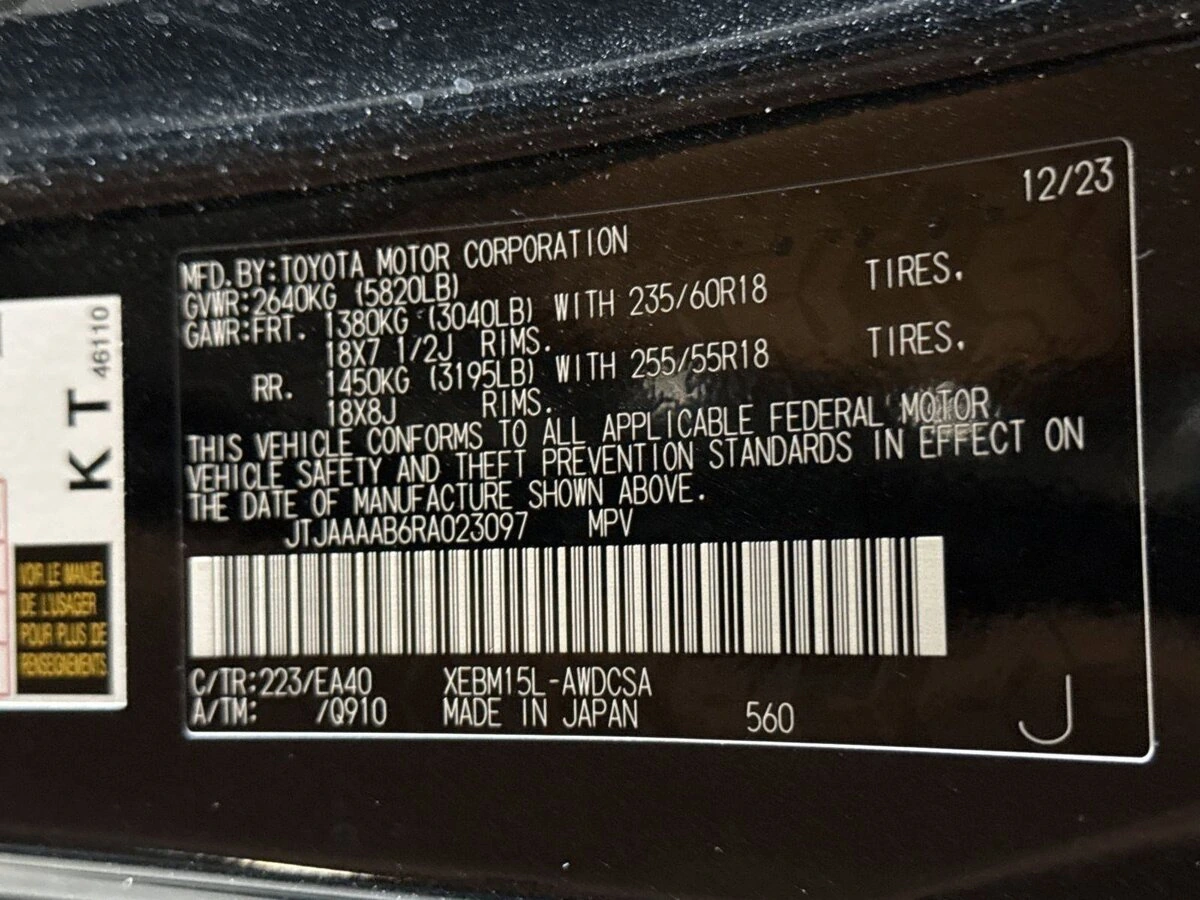 12/23
MFD.BY:TOYOTA MOTOR CORPORATION
GVWR:2640KG (5820LB)
GAWR:FRT. 1380KG (3040LB) WITH 235/60R18 TIRES.
18X7 1/2J RIMS.
RR. 1450KG (3195LB) WITH 255/55R18 TIRES.
18X8J RIMS.
THIS VEHICLE CONFORMS TO ALL APPLICABLE FEDERAL MOTOR
VEHICLE SAFETY AND THEFT PREVENTION STANDARDS IN EFFECT ON
THE DATE OF MANUFACTURE SHOWN ABOVE.
JTJAAAAB6RA023097 MPV
C/TR:223/EA40 XEBM15L-AWDCSA
A/TM: /Q910 MADE IN JAPAN 560 J
KT 46110
VOIR LE MANUEL
DE L'USAGER
POUR PLUS DE
RENSEIGNEMENTS